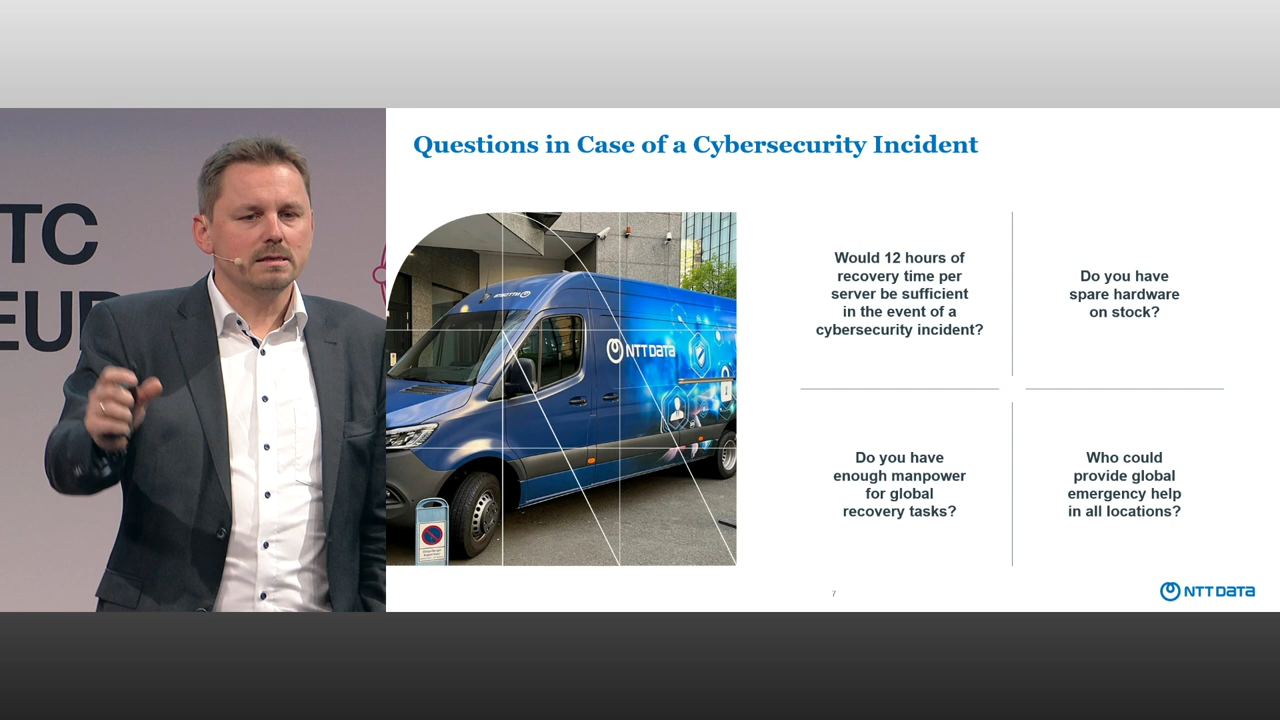 TC
EUR
Questions in Case of a Cybersecurity Incident
NTT DATA
Would 12 hours of
recovery time per
server be sufficient
in the event of a
cybersecurity incident?
Do you have
spare hardware
on stock?
Do you have
enough manpower
for global
recovery tasks?
Who could
provide global
emergency help
in all locations?
7
NTT DATA